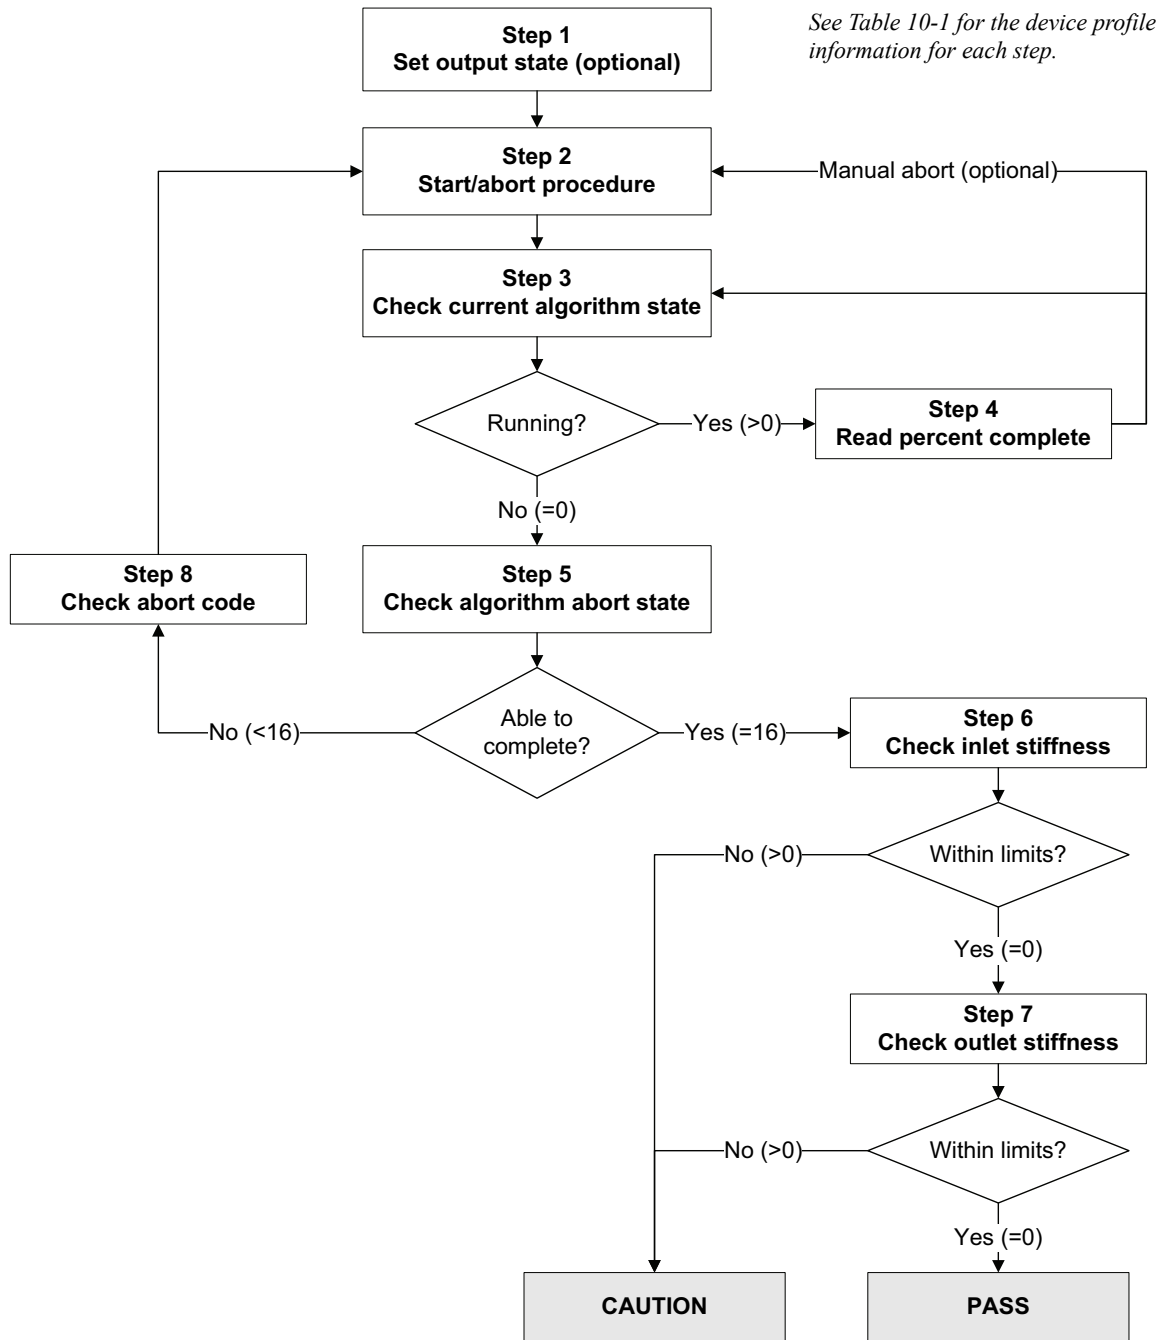 See Table 10-1 for the device profile
information for each step.
Step 1
Set output state (optional)
Step 2
Start/abort procedure
Manual abort (optional)
Step 3
Check current algorithm state
Running?
Yes (>0)
Step 4
Read percent complete
No (=0)
Step 8
Check abort code
Step 5
Check algorithm abort state
No (<16)
Able to
complete?
Yes (=16)
Step 6
Check inlet stiffness
No (>0)
Within limits?
Yes (=0)
Step 7
Check outlet stiffness
No (>0)
Within limits?
Yes (=0)
CAUTION
PASS